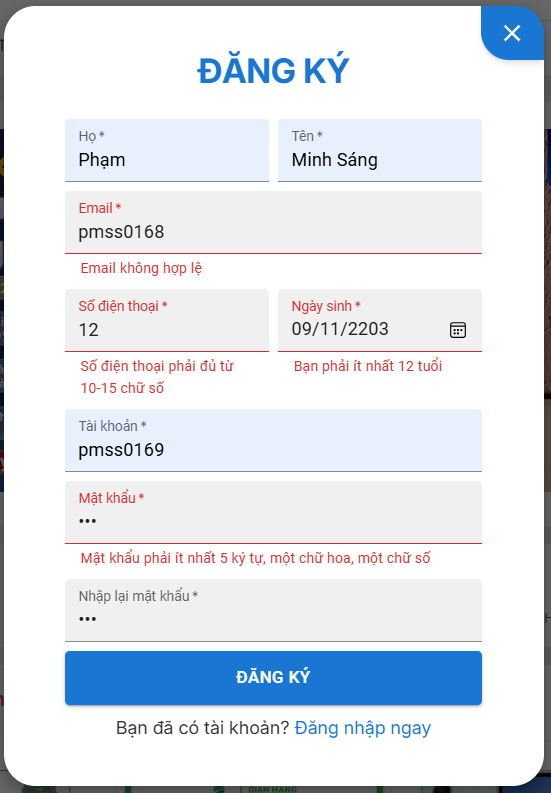 ĐĂNG KÝ
Họ *
Tên *
Phạm
Minh Sáng
Email *
pmss0168
Email không hợp lệ
Số điện thoại *
Ngày sinh *
12
09/11/2203
Số điện thoại phải đủ từ
10-15 chữ số
Bạn phải ít nhất 12 tuổi
Tài khoản *
pmss0169
Mật khẩu *
•••
Mật khẩu phải ít nhất 5 ký tự, một chữ hoa, một chữ số
Nhập lại mật khẩu *
•••
ĐĂNG KÝ
Bạn đã có tài khoản? Đăng nhập ngay
GIAN HÀNG